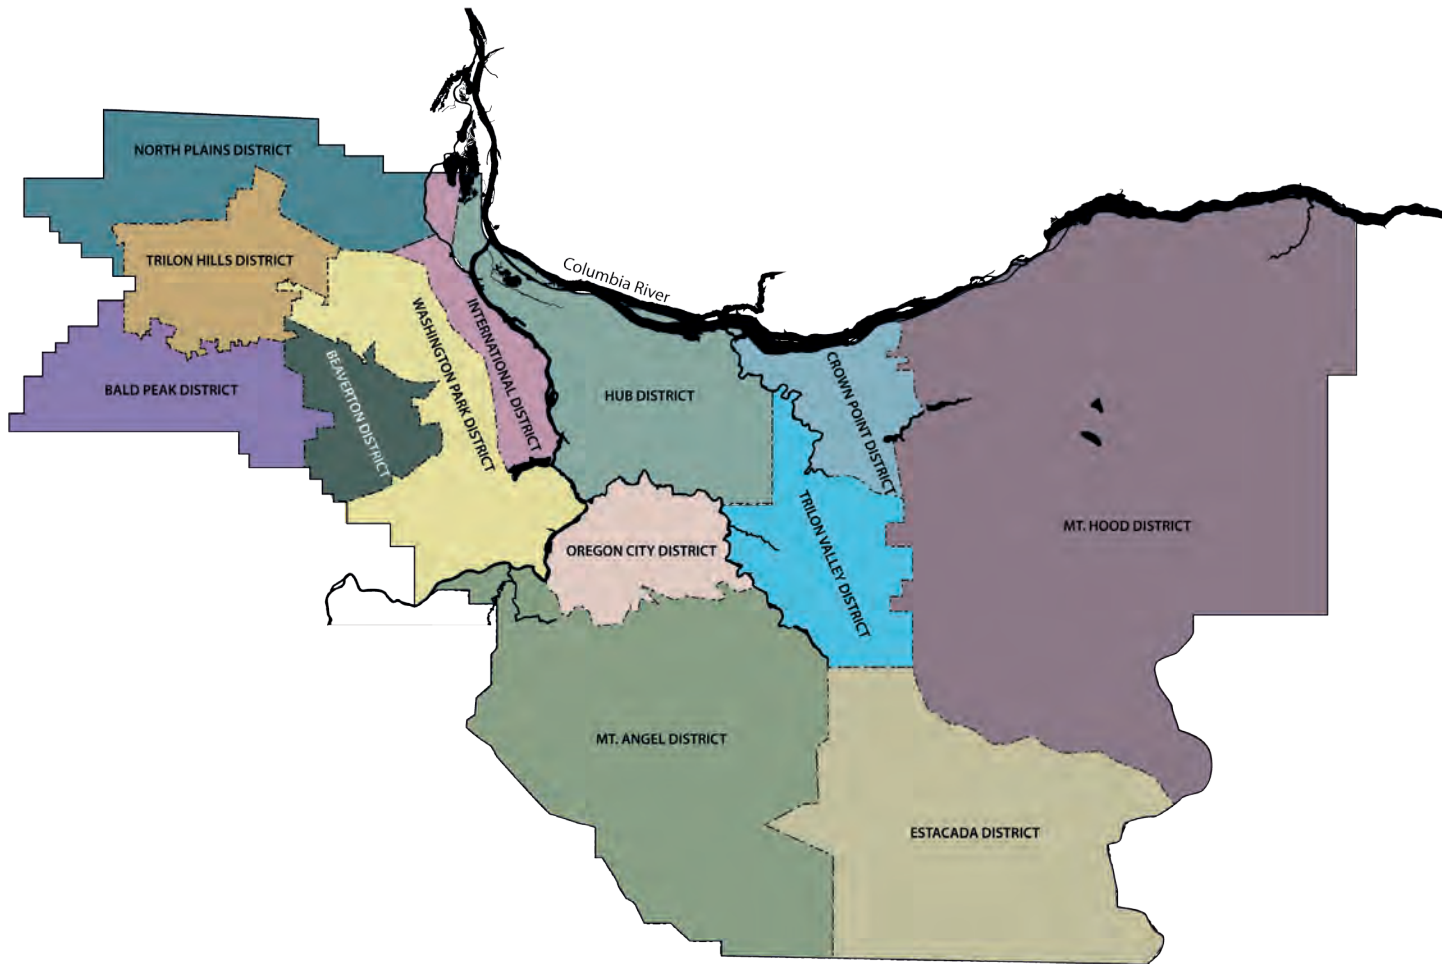 NORTH PLAINS DISTRICT
TRILON HILLS DISTRICT
Columbia River
WASHINGTON PARK DISTRICT
INTERNATIONAL DISTRICT
BEAVERTON DISTRICT
BALD PEAK DISTRICT
HUB DISTRICT
CROWN POINT DISTRICT
TRILON VALLEY DISTRICT
MT. HOOD DISTRICT
OREGON CITY DISTRICT
MT. ANGEL DISTRICT
ESTACADA DISTRICT